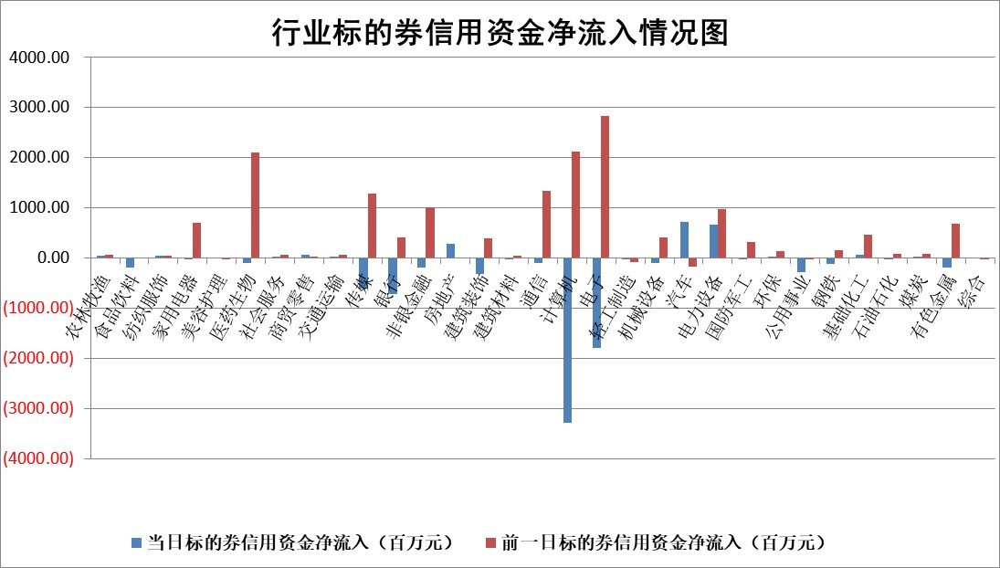 行业标的券信用资金净流入情况图
4000.00
3000.00
2000.00
1000.00
0.00
(1000.00)
(2000.00)
(3000.00)
(4000.00)
农林牧渔
食品饮料
纺织服饰
家用电器
美容护理
医药生物
社会服务
商贸零售
交通运输
传媒
银行
非银金融
房地产
建筑装饰
建筑材料
通信
计算机
电子
轻工制造
机械设备
汽车
电力设备
国防军工
环保
公用事业
钢铁
基础化工
石油石化
煤炭
有色金属
综合
当日标的券信用资金净流入（百万元）
前一日标的券信用资金净流入（百万元）